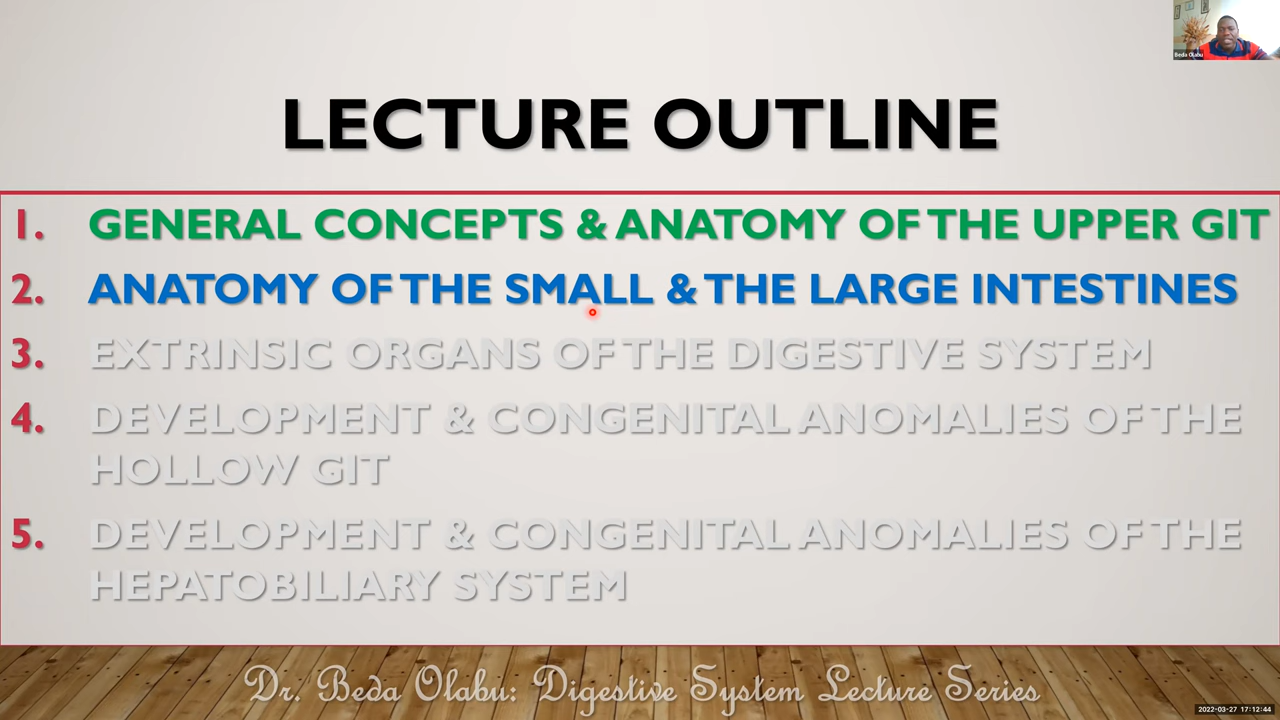 Beda Olabu
LECTURE OUTLINE
1. GENERAL CONCEPTS & ANATOMY OF THE UPPER GIT
2. ANATOMY OF THE SMALL & THE LARGE INTESTINES
3. EXTRINSIC ORGANS OF THE DIGESTIVE SYSTEM
4. DEVELOPMENT & CONGENITAL ANOMALIES OF THE
HOLLOW GIT
5. DEVELOPMENT & CONGENITAL ANOMALIES OF THE
HEPATOBILIARY SYSTEM
Dr. Beda Olabu: Digestive System Lecture Series
2022-03-27 17:12:44